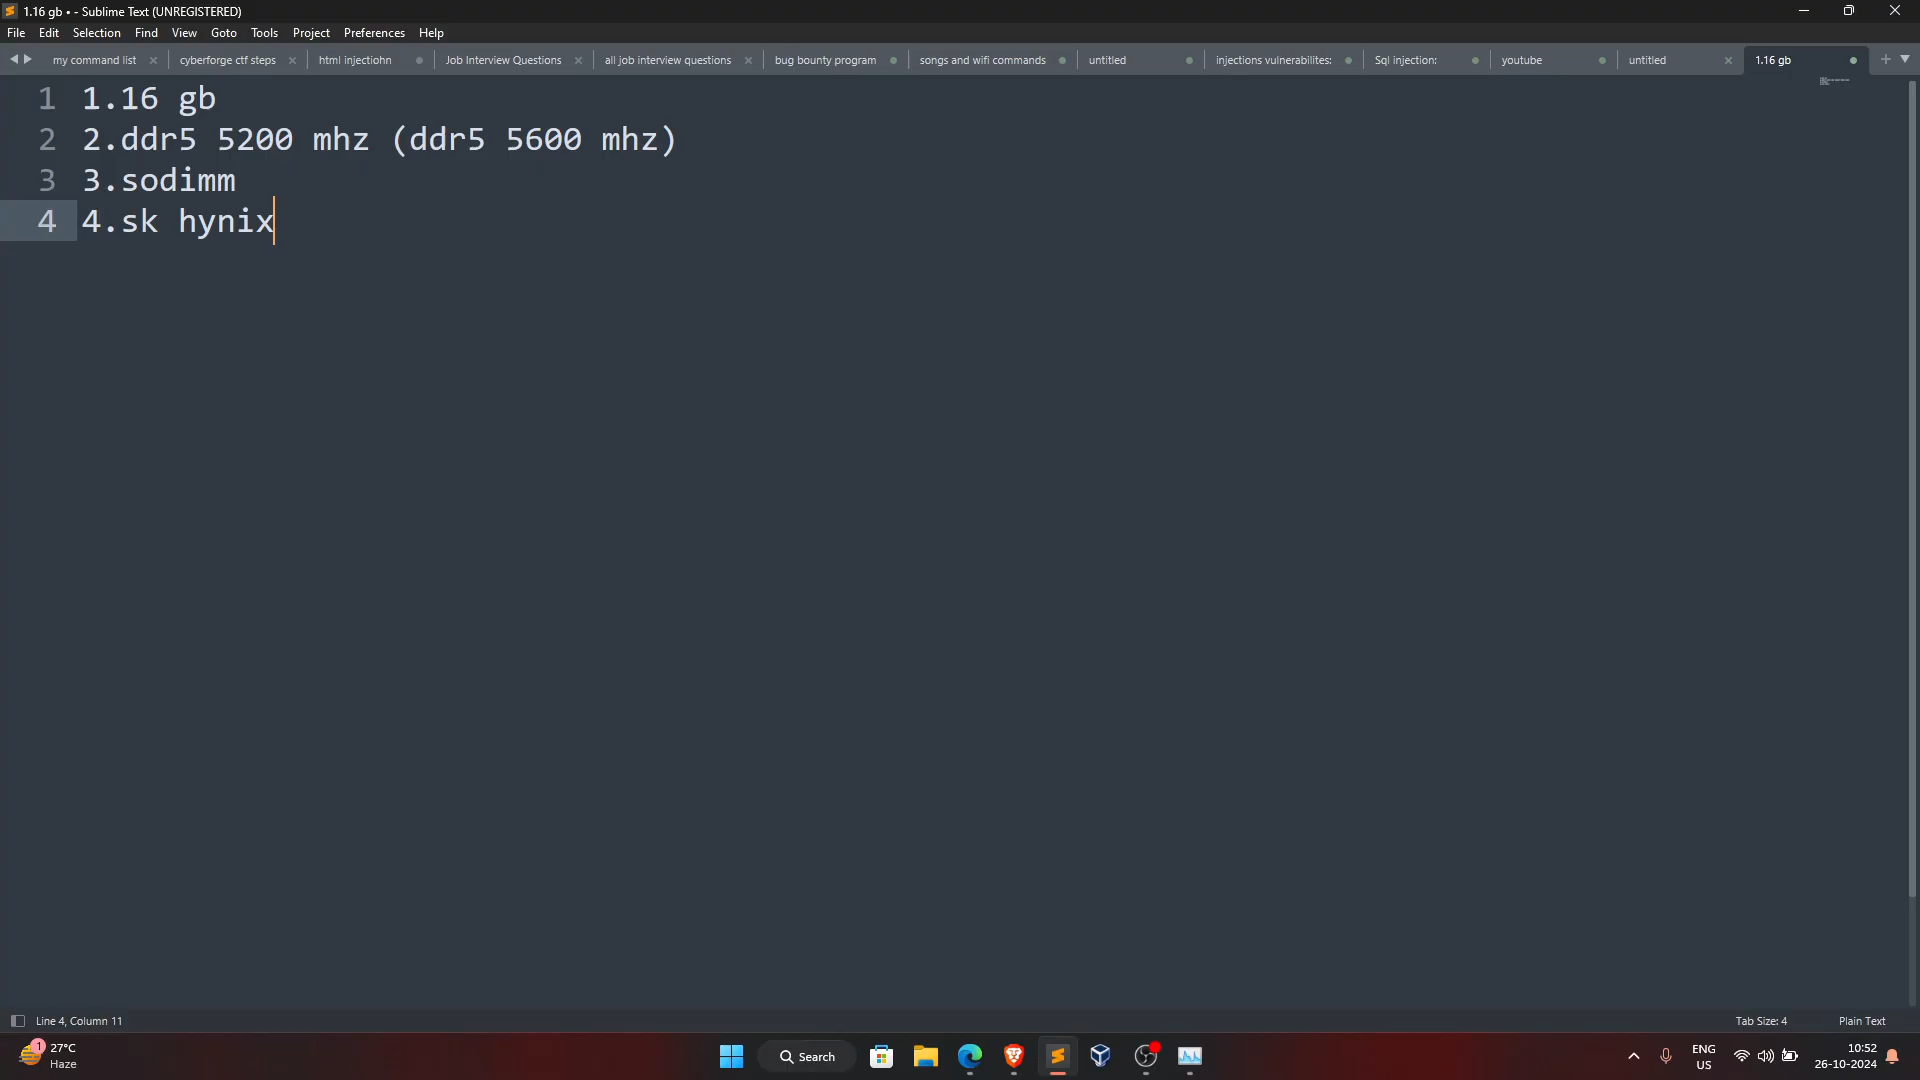 1.16 gb • - Sublime Text (UNREGISTERED)
File Edit Selection Find View Goto Tools Project Preferences Help
my command list cyberforge ctf steps html injectiohn Job Interview Questions all job interview questions bug bounty program songs and wifi commands untitled injections vulnerabilites: Sql injection: youtube untitled 1.16 gb
1 1.16 gb
2 2.ddr5 5200 mhz (ddr5 5600 mhz)
3 3.sodimm
4 4.sk hynix
Line 4, Column 11 Tab Size: 4 Plain Text
1 27°C
Haze
Search
ENG
US
10:52
26-10-2024